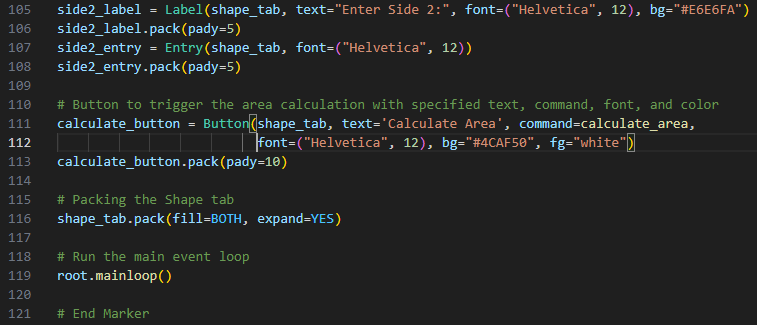 105 side2_label = Label(shape_tab, text="Enter Side 2:", font=("Helvetica", 12), bg="#E6E6FA")
106 side2_label.pack(pady=5)
107 side2_entry = Entry(shape_tab, font=("Helvetica", 12))
108 side2_entry.pack(pady=5)
109
110 # Button to trigger the area calculation with specified text, command, font, and color
111 calculate_button = Button(shape_tab, text='Calculate Area', command=calculate_area,
112                           font=("Helvetica", 12), bg="#4CAF50", fg="white")
113 calculate_button.pack(pady=10)
114
115 # Packing the Shape tab
116 shape_tab.pack(fill=BOTH, expand=YES)
117
118 # Run the main event loop
119 root.mainloop()
120
121 # End Marker